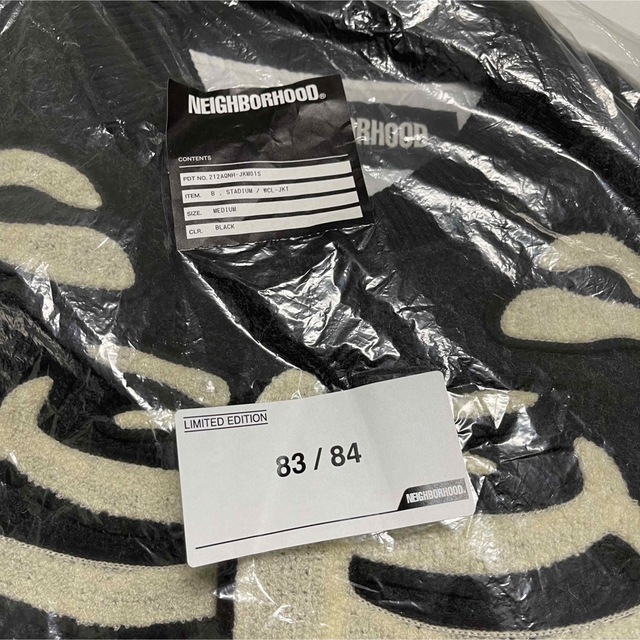 NEIGHBORHOOD®
CONTENTS
PDT NO. 212AQNH-JKM01S
ITEM. B . STADIUM / WCL-JKT
SIZE. MEDIUM
CLR. BLACK
RHOOD
LIMITED EDITION
83 / 84
NEIGHBORHOOD®